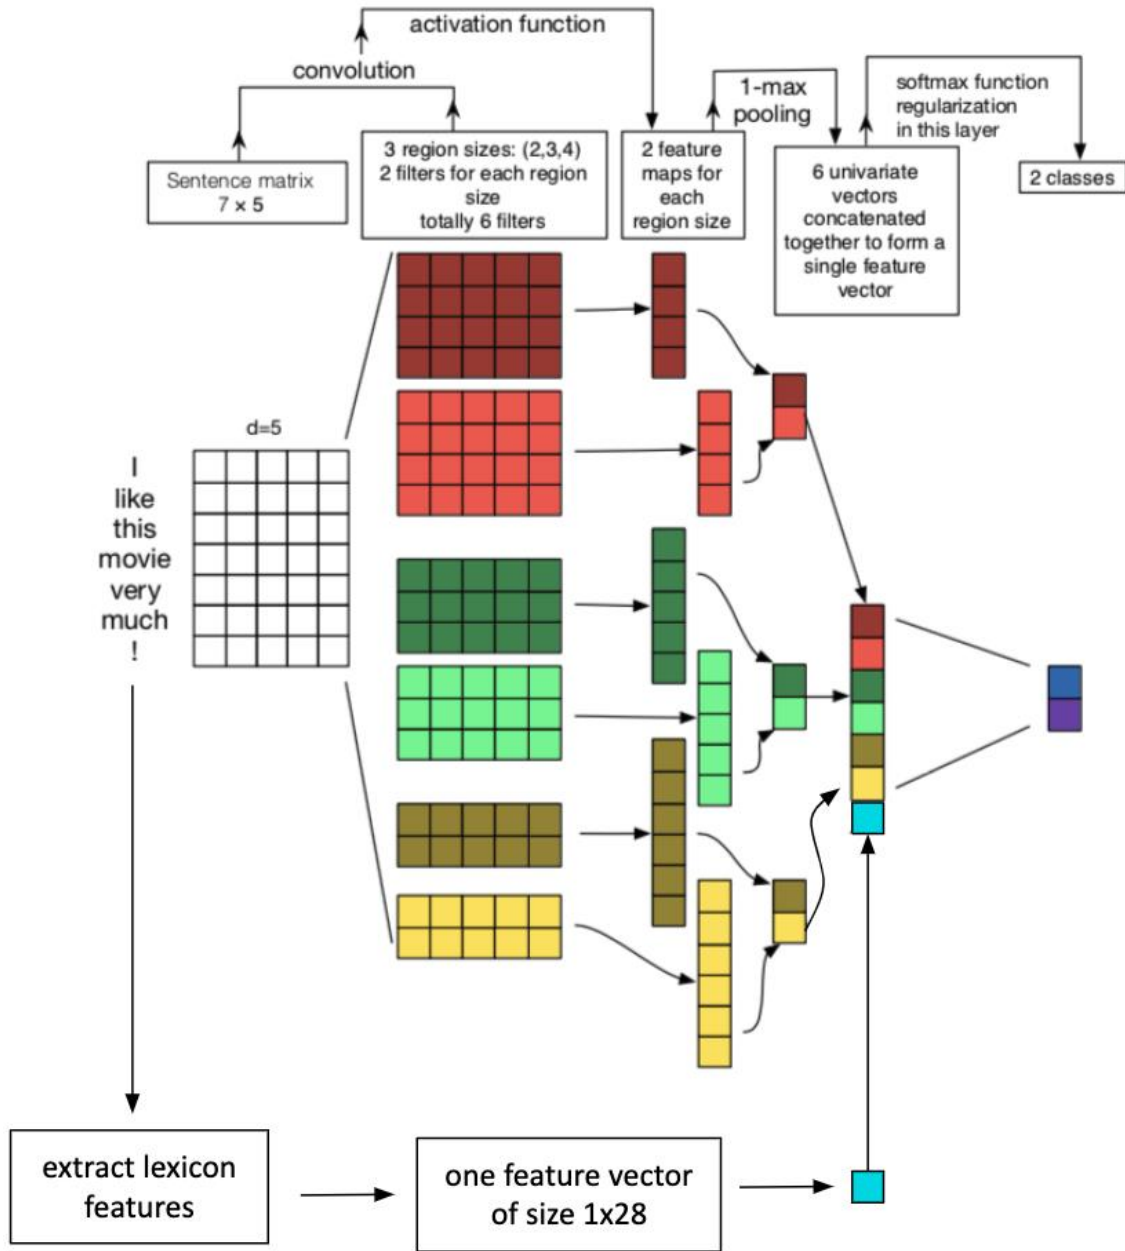 activation function
convolution
1-max
pooling
softmax function
regularization
in this layer
Sentence matrix
7 × 5
3 region sizes: (2,3,4)
2 filters for each region
size
totally 6 filters
2 feature
maps for
each
region size
6 univariate
vectors
concatenated
together to form a
single feature
vector
2 classes
d=5
I
like
this
movie
very
much
!
extract lexicon
features
one feature vector
of size 1x28